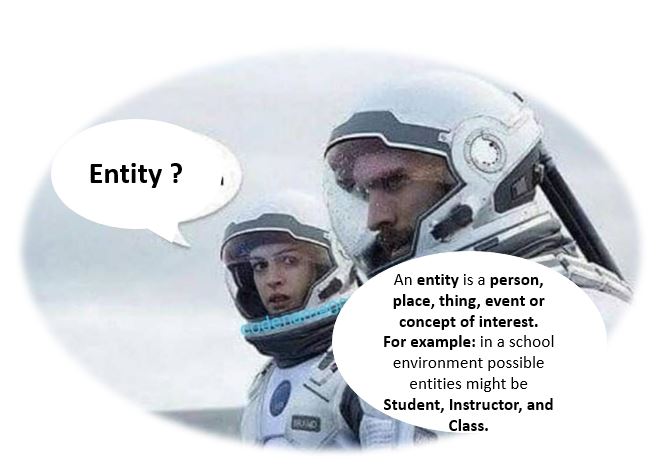 Entity ?
An entity is a person,
place, thing, event or
concept of interest.
For example: in a school
environment possible
entities might be
Student, Instructor, and
Class.
BRAND